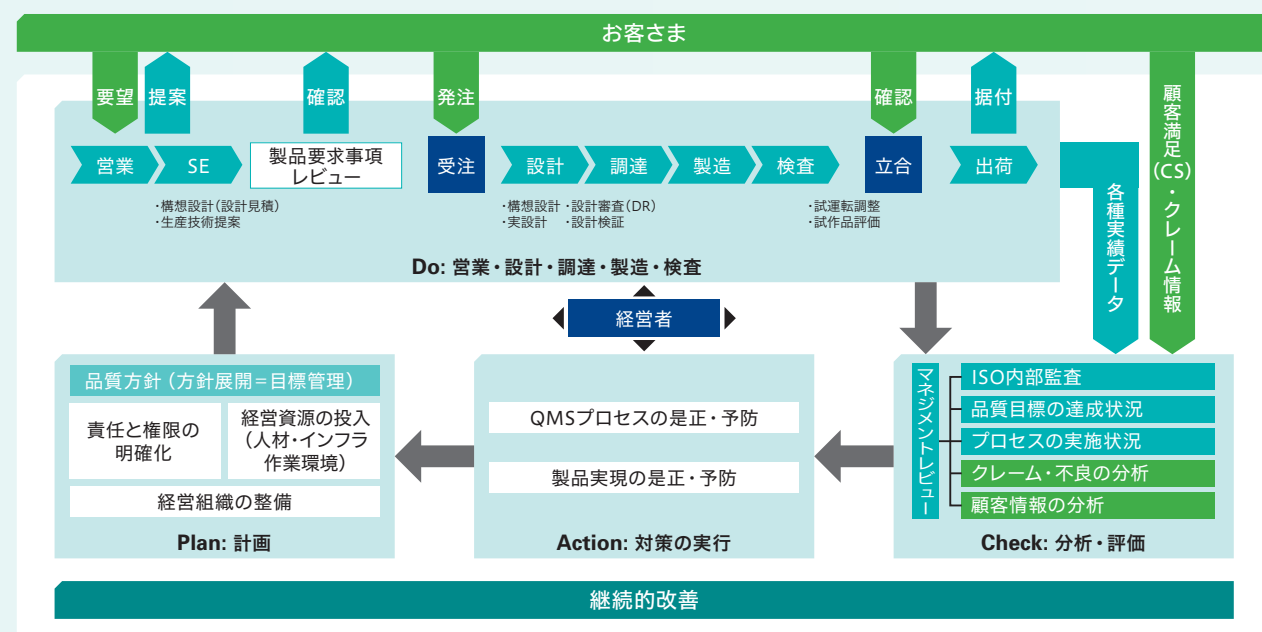 お客さま
要望
提案
確認
発注
確認
据付
顧客満足(CS)・クレーム情報
営業
SE
製品要求事項
レビュー
受注
設計
調達
製造
検査
立合
出荷
各種実績データ
・構想設計(設計見積)
・生産技術提案
・構想設計 ・設計審査(DR)
・実設計 ・設計検証
・試運転調整
・試作品評価
Do: 営業・設計・調達・製造・検査
経営者
品質方針 (方針展開=目標管理)
責任と権限の
明確化
経営資源の投入
(人材・インフラ
作業環境)
経営組織の整備
Plan: 計画
QMSプロセスの是正・予防
製品実現の是正・予防
Action: 対策の実行
マネジメントレビュー
ISO内部監査
品質目標の達成状況
プロセスの実施状況
クレーム・不良の分析
顧客情報の分析
Check: 分析・評価
継続的改善